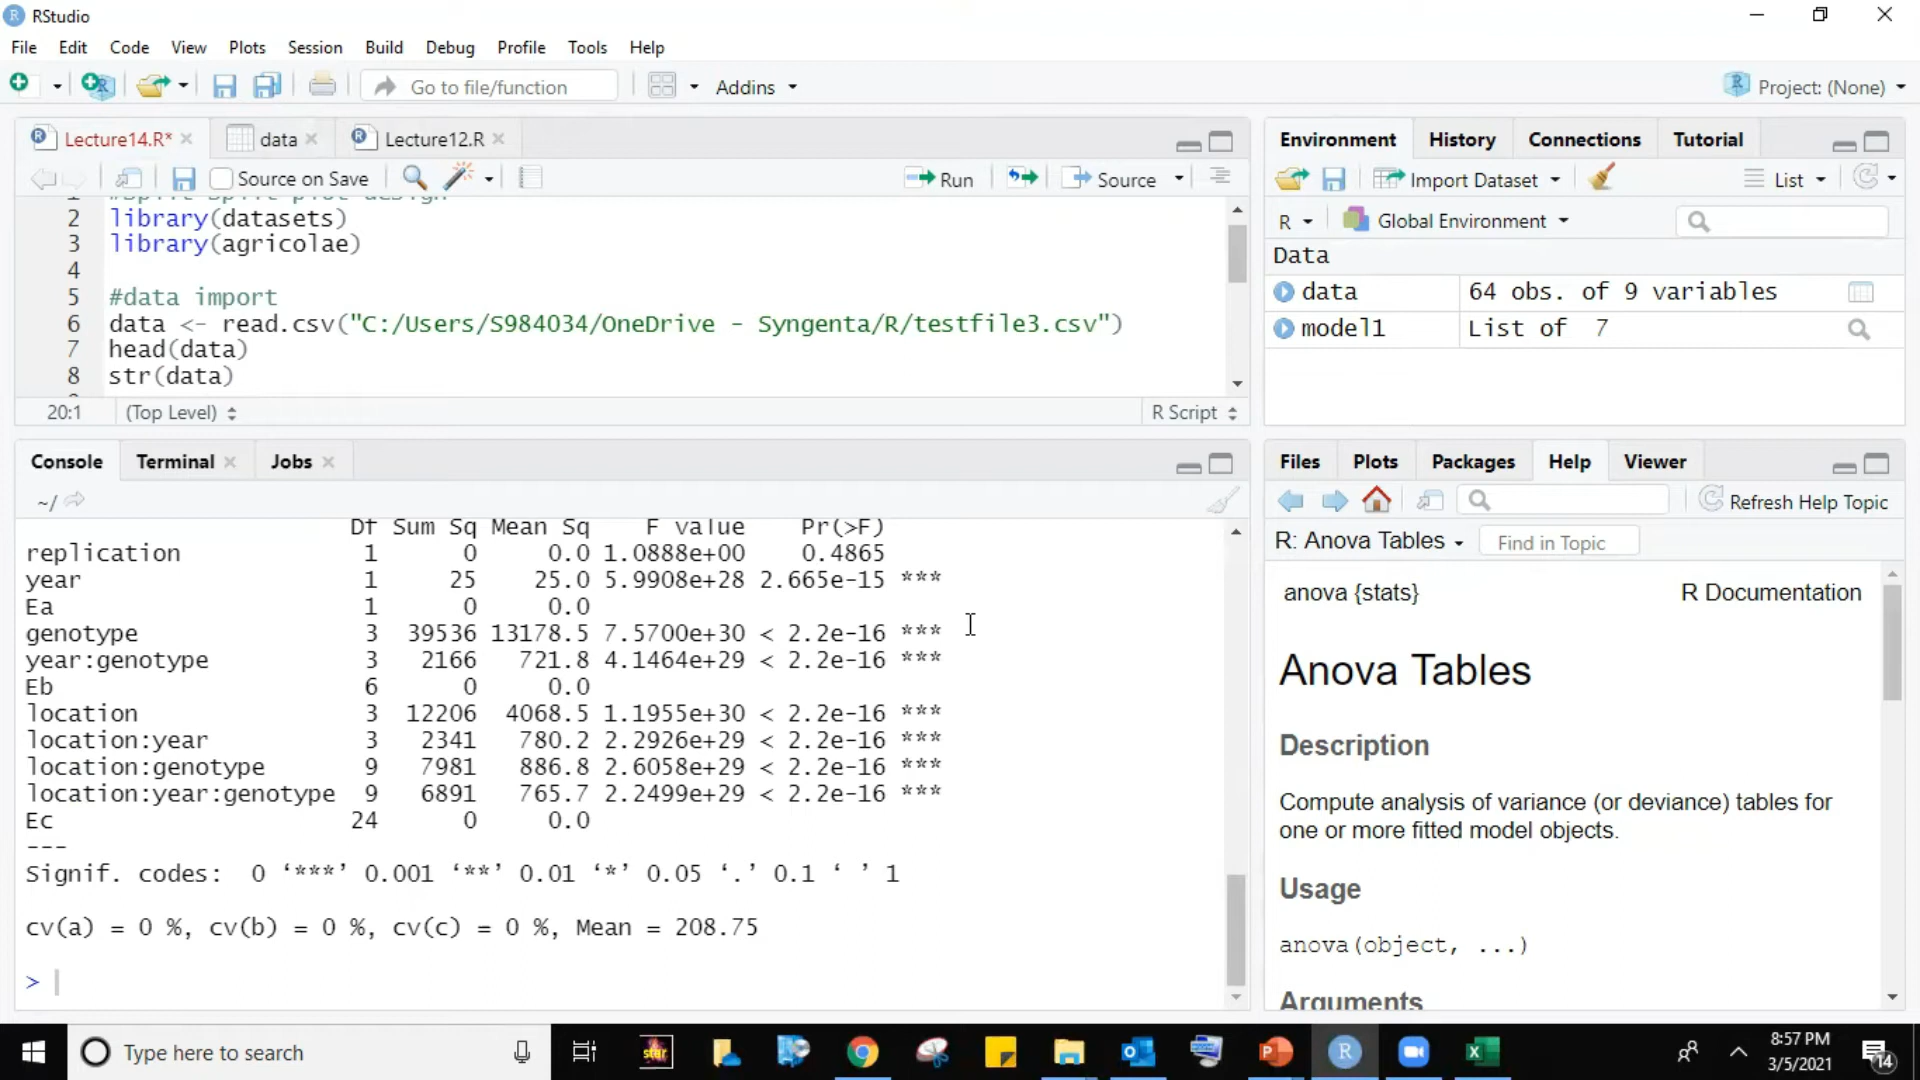 RStudio
File Edit Code View Plots Session Build Debug Profile Tools Help
Go to file/function Addins Project: (None)
Lecture14.R* data Lecture12.R
Source on Save Run Source
2 library(datasets)
3 library(agricolae)
4
5 #data import
6 data <- read.csv("C:/Users/S984034/OneDrive - Syngenta/R/testfile3.csv")
7 head(data)
8 str(data)
20:1 (Top Level) R Script
Console Terminal Jobs
~/
Df Sum Sq Mean Sq F value Pr(>F)
replication 1 0 0.0 1.0888e+00 0.4865
year 1 25 25.0 5.9908e+28 2.665e-15 ***
Ea 1 0 0.0
genotype 3 39536 13178.5 7.5700e+30 < 2.2e-16 ***
year:genotype 3 2166 721.8 4.1464e+29 < 2.2e-16 ***
Eb 6 0 0.0
location 3 12206 4068.5 1.1955e+30 < 2.2e-16 ***
location:year 3 2341 780.2 2.2926e+29 < 2.2e-16 ***
location:genotype 9 7981 886.8 2.6058e+29 < 2.2e-16 ***
location:year:genotype 9 6891 765.7 2.2499e+29 < 2.2e-16 ***
Ec 24 0 0.0
---
Signif. codes: 0 ‘***’ 0.001 ‘**’ 0.01 ‘*’ 0.05 ‘.’ 0.1 ‘ ’ 1
cv(a) = 0 %, cv(b) = 0 %, cv(c) = 0 %, Mean = 208.75
>
Environment History Connections Tutorial
Import Dataset List
R Global Environment
Data
data 64 obs. of 9 variables
model1 List of 7
Files Plots Packages Help Viewer
Refresh Help Topic
R: Anova Tables Find in Topic
anova {stats} R Documentation
Anova Tables
Description
Compute analysis of variance (or deviance) tables for
one or more fitted model objects.
Usage
anova(object, ...)
Arguments
Type here to search
8:57 PM
3/5/2021
14